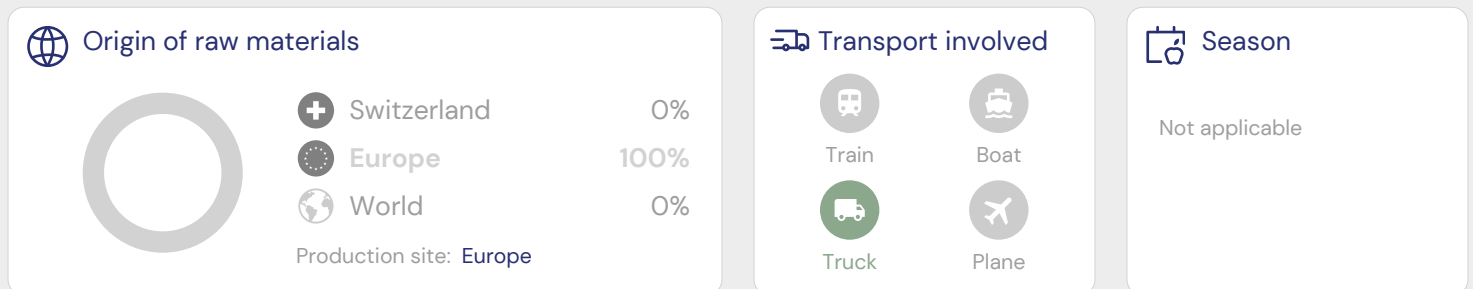 Origin of raw materials
Switzerland 0%
Europe 100%
World 0%
Production site: Europe
Transport involved
Train Boat
Truck Plane
Season
Not applicable